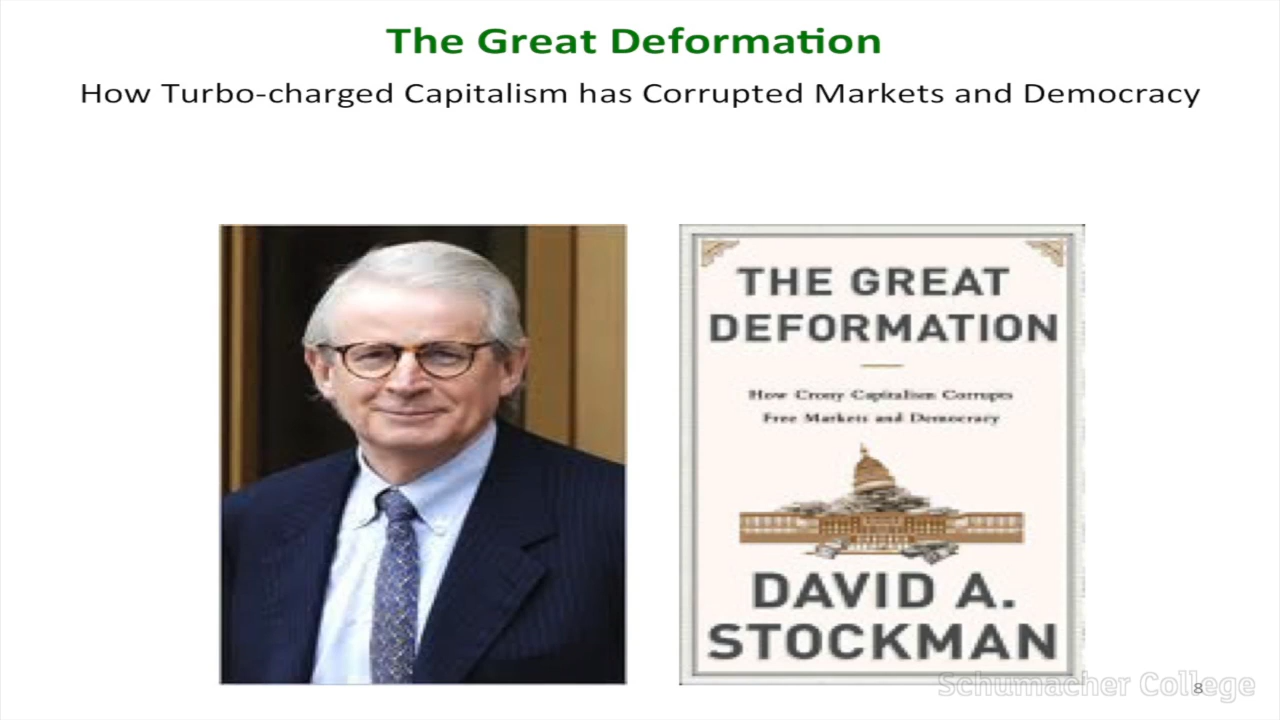 The Great Deformation
How Turbo-charged Capitalism has Corrupted Markets and Democracy
THE GREAT
DEFORMATION
How Crony Capitalism Corrupts
Free Markets and Democracy
DAVID A.
STOCKMAN
Schumacher College
8